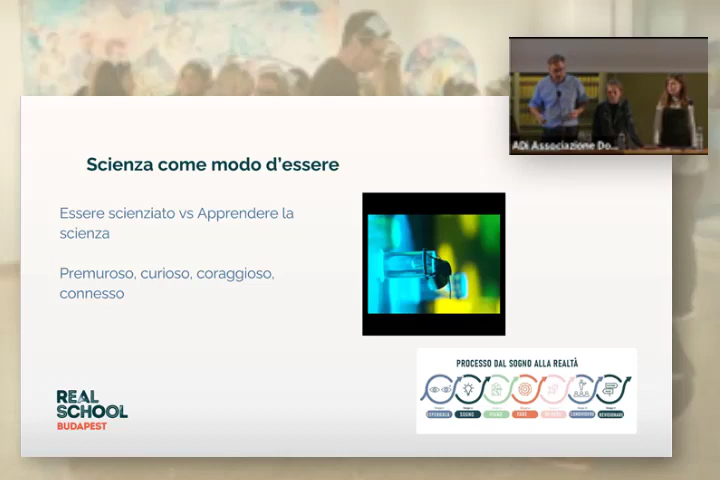 ADi Associazione Do...
Scienza come modo d'essere
Essere scienziato vs Apprendere la
scienza
Premuroso, curioso, coraggioso,
connesso
PROCESSO DAL SOGNO ALLA REALTÀ
SOGNO
REAL
SCHOOL
BUDAPEST